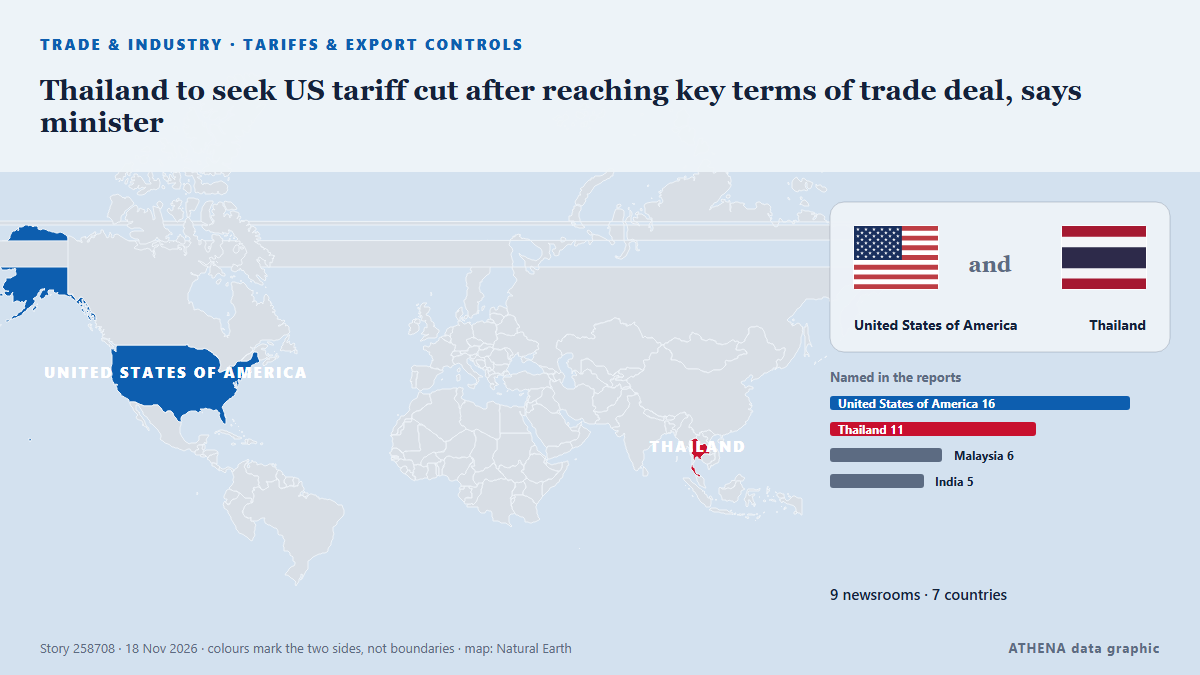 TRADE & INDUSTRY · TARIFFS & EXPORT CONTROLS
Thailand to seek US tariff cut after reaching key terms of trade deal, says
minister
UNITED STATES OF AMERICA
THAILAND
and
United States of America
Thailand
Named in the reports
United States of America 16
Thailand 11
Malaysia 6
India 5
9 newsrooms · 7 countries
Story 258708 · 18 Nov 2026 · colours mark the two sides, not boundaries · map: Natural Earth
ATHENA data graphic